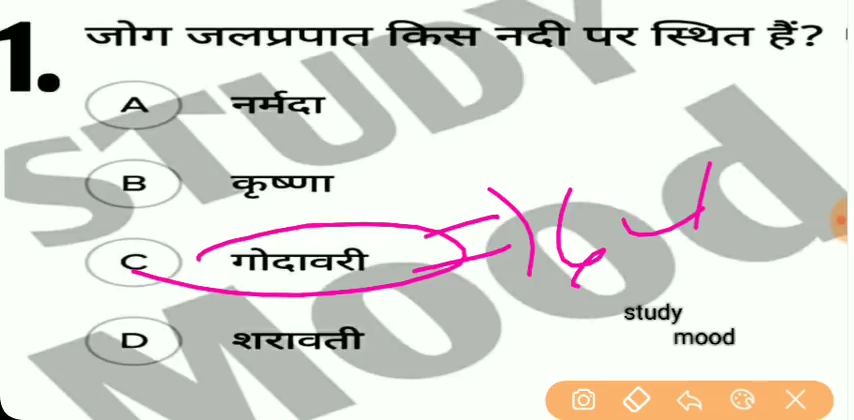 1. जोग जलप्रपात किस नदी पर स्थित हैं?
A नर्मदा
B कृष्णा
C गोदावरी
D शरावती
STUDY
Mood
study
mood